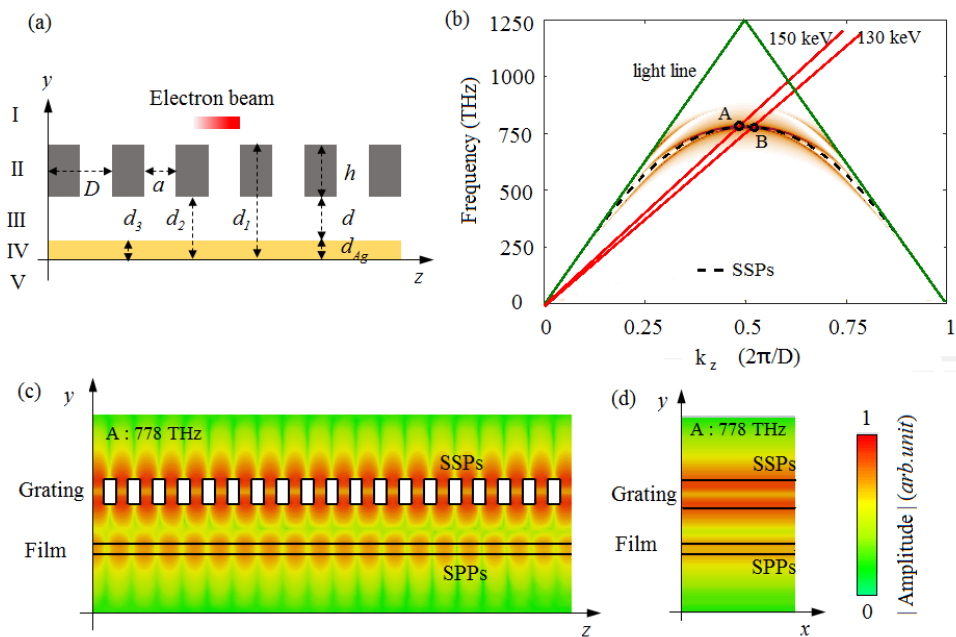 (a)
y
I
Electron beam
II
D
a
h
III
d3
d2
d1
d
IV
dAg
V
z
(b)
1250
1000
750
500
250
0
Frequency (THz)
150 keV
130 keV
light line
A
B
SSPs
0
0.25
0.5
0.75
1
kz (2π/D)
(c)
y
A : 778 THz
SSPs
Grating
Film
SPPs
z
(d)
y
A : 778 THz
SSPs
Grating
Film
SPPs
x
1
0
| Amplitude | (arb.unit)